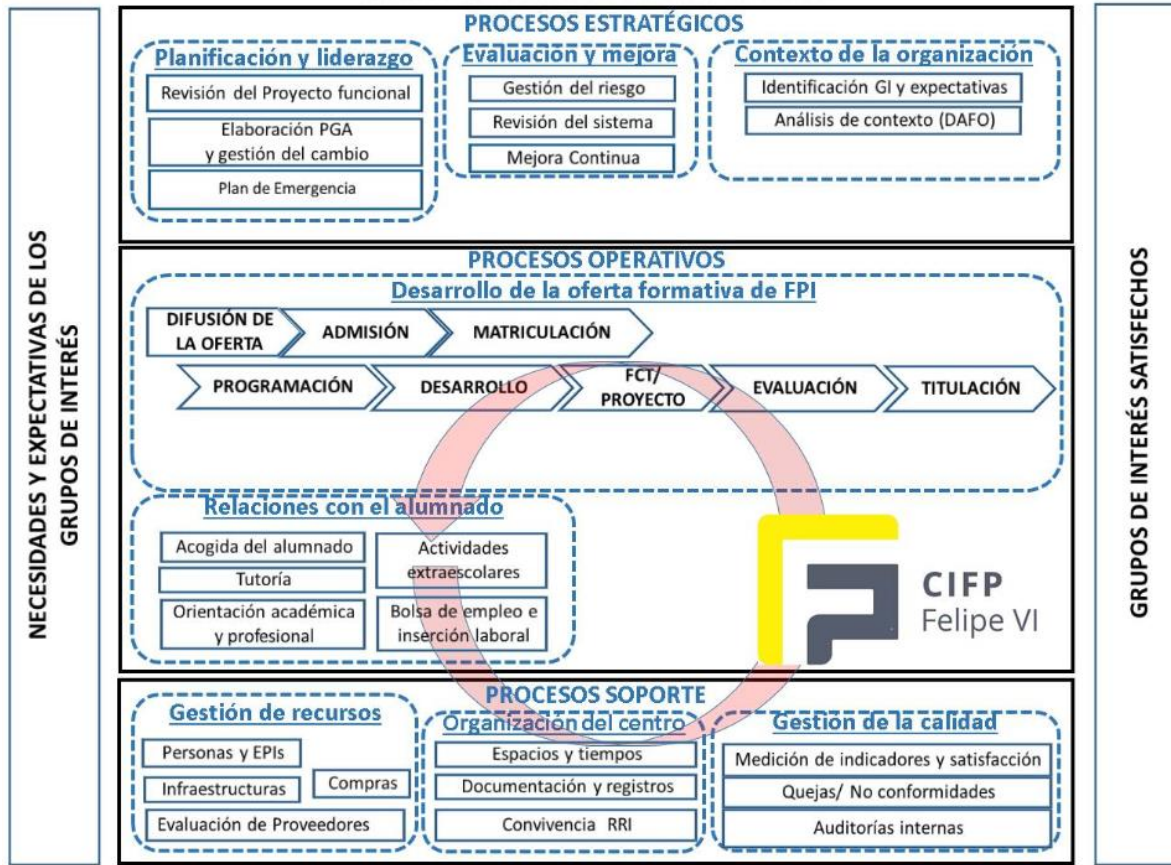 NECESIDADES Y EXPECTATIVAS DE LOS
GRUPOS DE INTERÉS
PROCESOS ESTRATÉGICOS
Planificación y liderazgo
Revisión del Proyecto funcional
Elaboración PGA
y gestión del cambio
Plan de Emergencia
Evaluación y mejora
Gestión del riesgo
Revisión del sistema
Mejora Continua
Contexto de la organización
Identificación GI y expectativas
Análisis de contexto (DAFO)
PROCESOS OPERATIVOS
Desarrollo de la oferta formativa de FPI
DIFUSIÓN DE
LA OFERTA
ADMISIÓN
MATRICULACIÓN
PROGRAMACIÓN
DESARROLLO
FCT/
PROYECTO
EVALUACIÓN
TITULACIÓN
Relaciones con el alumnado
Acogida del alumnado
Tutoría
Orientación académica
y profesional
Actividades
extraescolares
Bolsa de empleo e
inserción laboral
CIFP
Felipe VI
PROCESOS SOPORTE
Gestión de recursos
Personas y EPIs
Infraestructuras
Compras
Evaluación de Proveedores
Organización del centro
Espacios y tiempos
Documentación y registros
Convivencia RRI
Gestión de la calidad
Medición de indicadores y satisfacción
Quejas/ No conformidades
Auditorías internas
GRUPOS DE INTERÉS SATISFECHOS